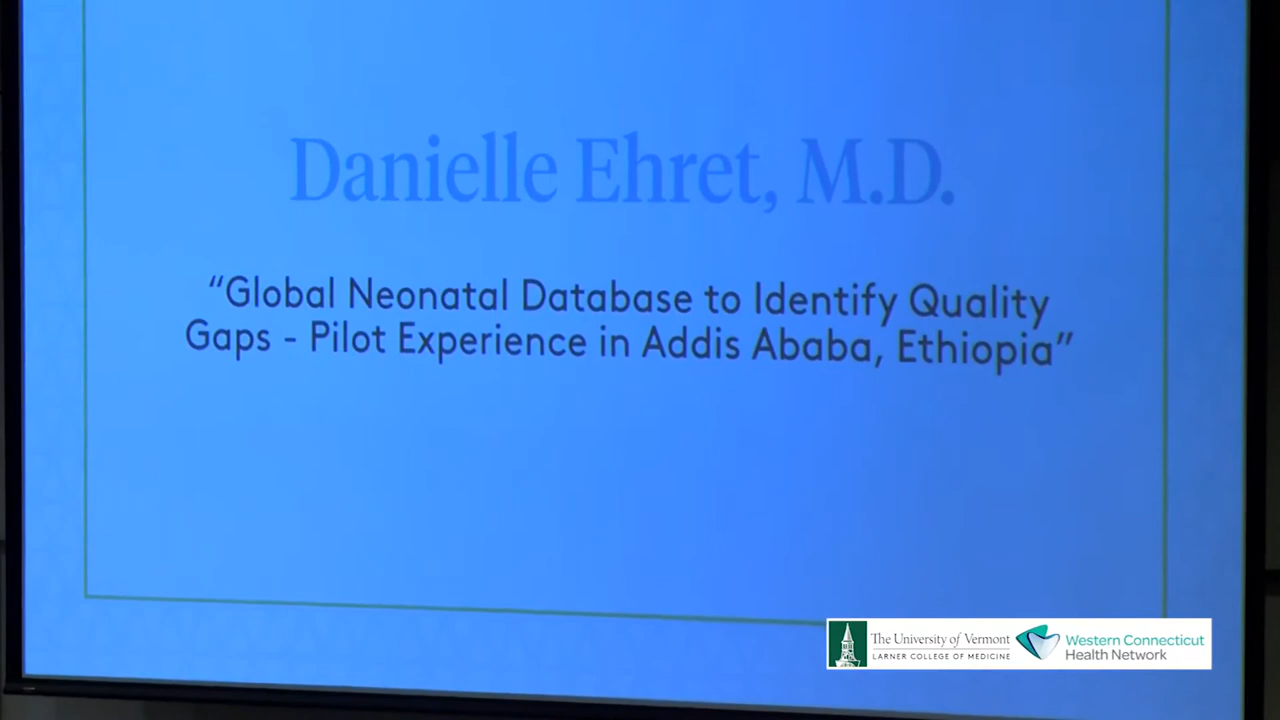 Danielle Ehret, M.D.
“Global Neonatal Database to Identify Quality
Gaps - Pilot Experience in Addis Ababa, Ethiopia”
The University of Vermont
LARNER COLLEGE OF MEDICINE
Western Connecticut
Health Network